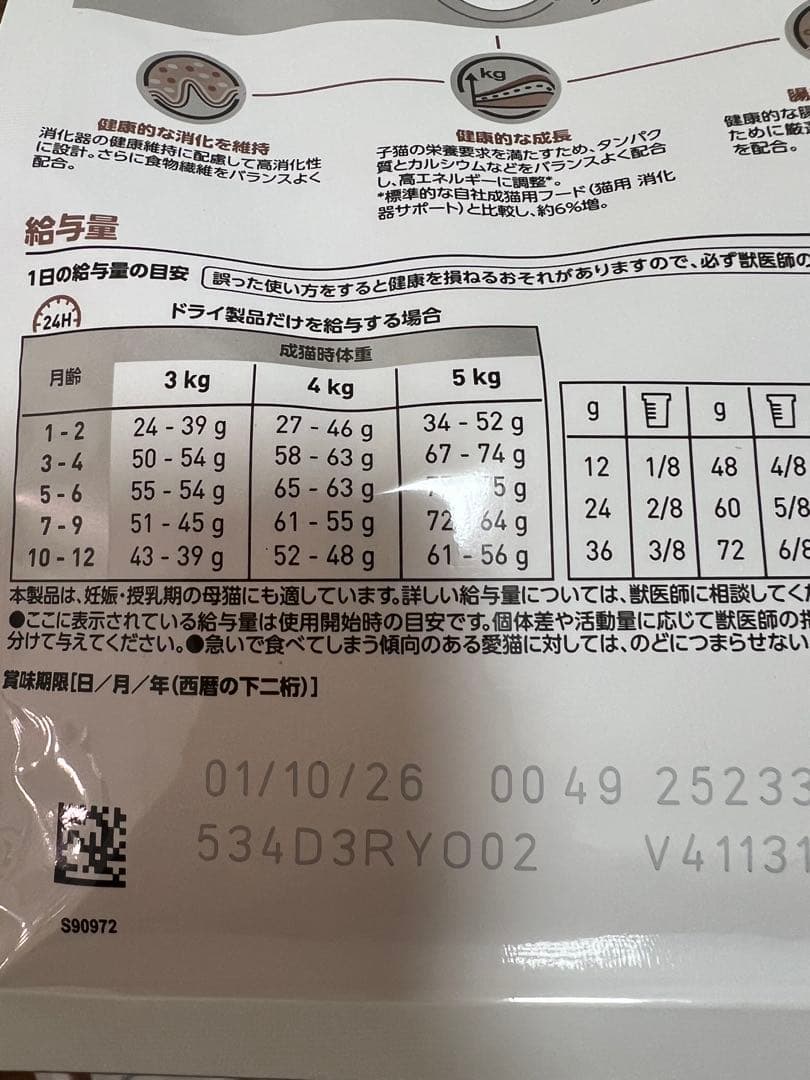 kg
健康的な消化を維持
消化器の健康維持に配慮して高消化性
に設計。さらに食物繊維をバランスよく
配合。
健康的な成長
子猫の栄養要求を満たすため、タンパク
質とカルシウムなどをバランスよく配合
し、高エネルギーに調整*。
*標準的な自社成猫用フード(猫用 消化
器サポート)と比較し、約6%増。
腸
健康的な腸
ために厳選
を配合。
給与量
1日の給与量の目安 誤った使い方をすると健康を損ねるおそれがありますので、必ず獣医師の
24H ドライ製品だけを給与する場合
成猫時体重
月齢 3 kg 4 kg 5 kg
1 - 2 24 - 39 g 27 - 46 g 34 - 52 g
3 - 4 50 - 54 g 58 - 63 g 67 - 74 g
5 - 6 55 - 54 g 65 - 63 g 5 g
7 - 9 51 - 45 g 61 - 55 g 72 64 g
10 - 12 43 - 39 g 52 - 48 g 61 - 56 g
g g
12 1/8 48 4/8
24 2/8 60 5/8
36 3/8 72 6/8
本製品は、妊娠・授乳期の母猫にも適しています。詳しい給与量については、獣医師に相談してくだ
●ここに表示されている給与量は使用開始時の目安です。個体差や活動量に応じて獣医師の指
分けて与えてください。●急いで食べてしまう傾向のある愛猫に対しては、のどにつまらせない
賞味期限[日/月/年(西暦の下二桁)]
01/10/26 00 49 25233
534D3RYO02 V41131
S90972